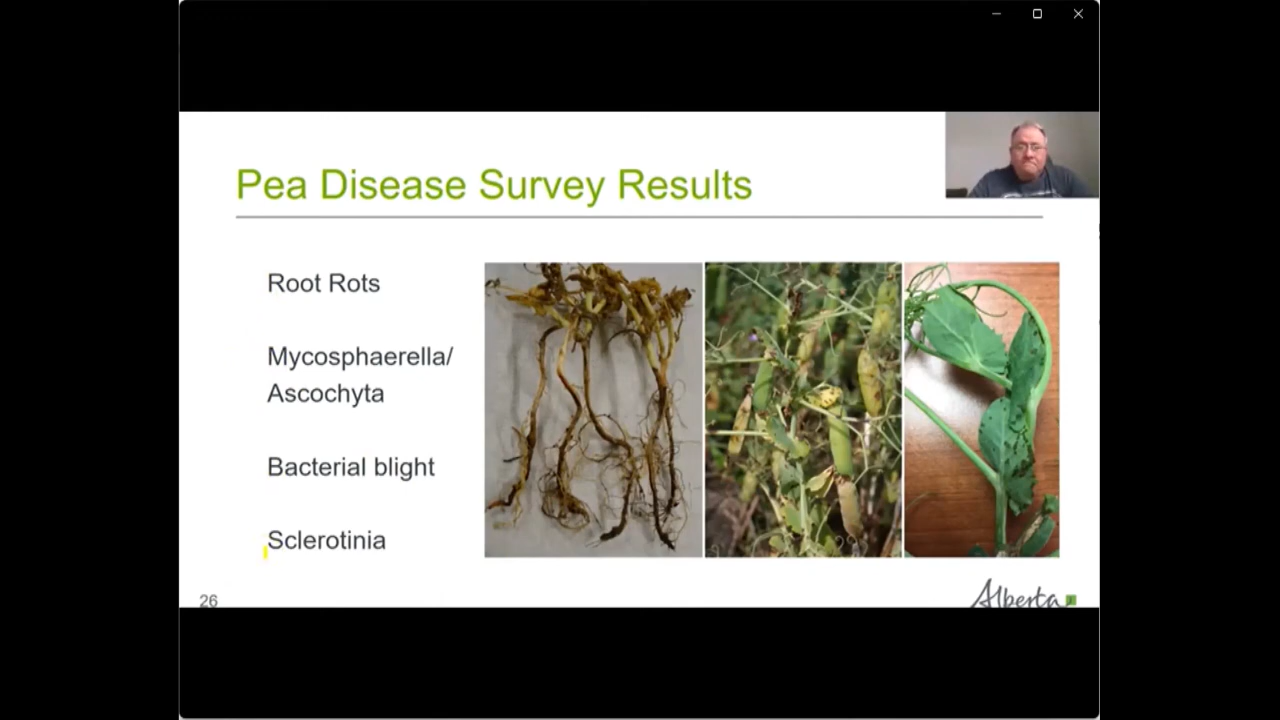 Pea Disease Survey Results
Root Rots
Mycosphaerella/
Ascochyta
Bacterial blight
Sclerotinia
26
Alberta